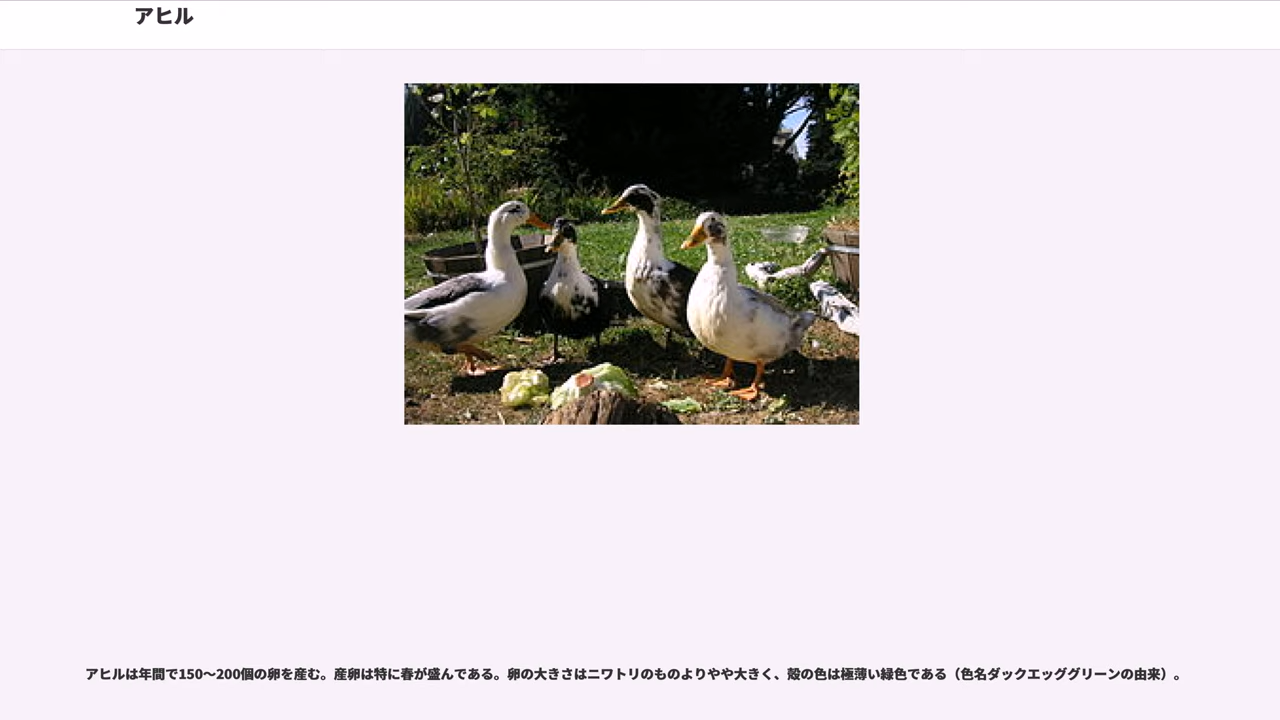 アヒル
アヒルは年間で150〜200個の卵を産む。産卵は特に春が盛んである。卵の大きさはニワトリのものよりやや大きく、殻の色は極薄い緑色である（色名ダックエッググリーンの由来）。